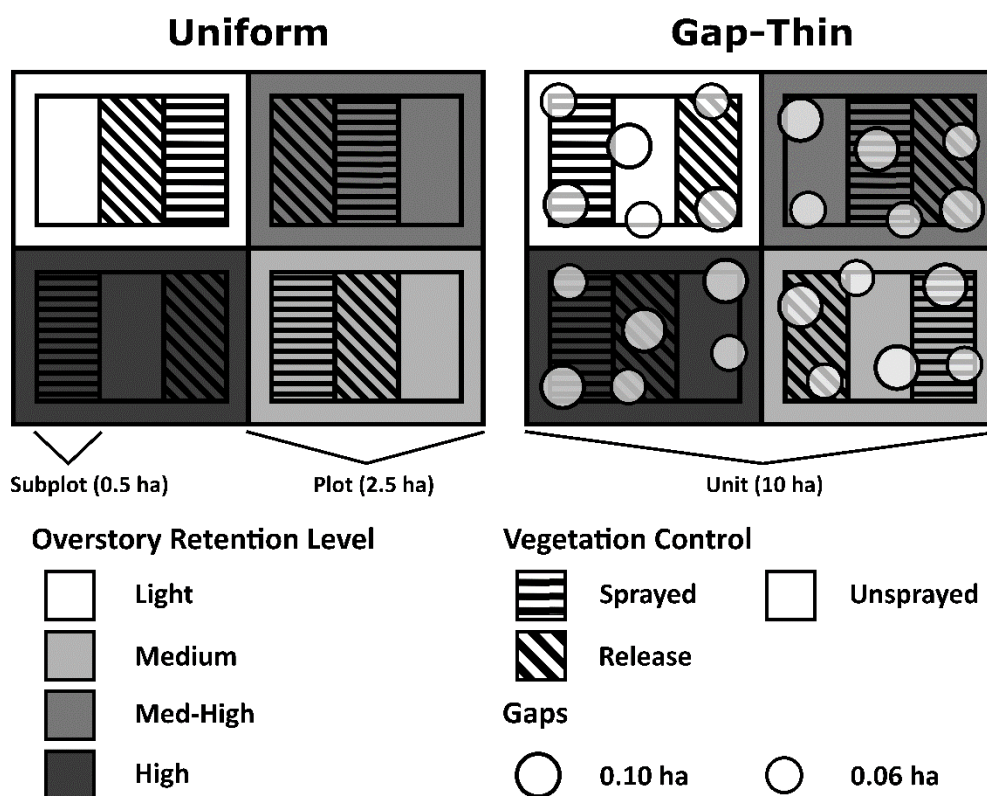 Uniform
Gap-Thin
Subplot (0.5 ha)
Plot (2.5 ha)
Unit (10 ha)
Overstory Retention Level
Light
Medium
Med-High
High
Vegetation Control
Sprayed
Unsprayed
Release
Gaps
0.10 ha
0.06 ha